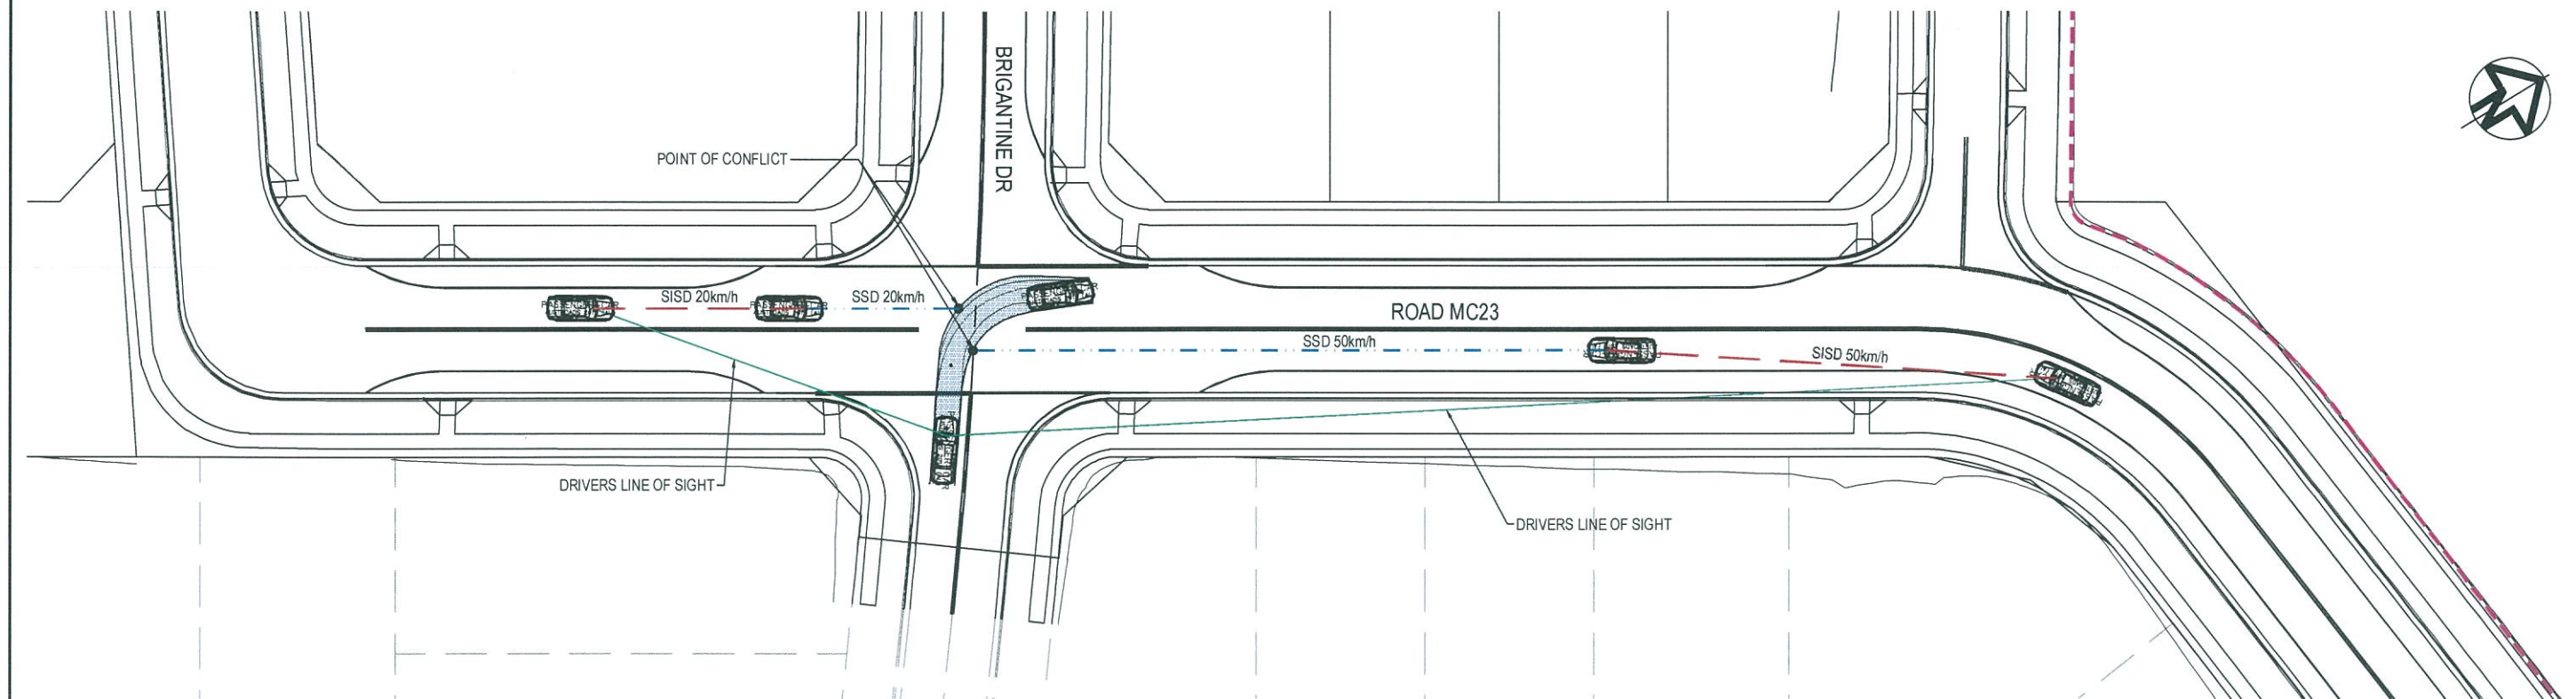 BRIGANTINE DR
POINT OF CONFLICT
SISD 20km/h
SSD 20km/h
ROAD MC23
SSD 50km/h
SISD 50km/h
DRIVERS LINE OF SIGHT
DRIVERS LINE OF SIGHT